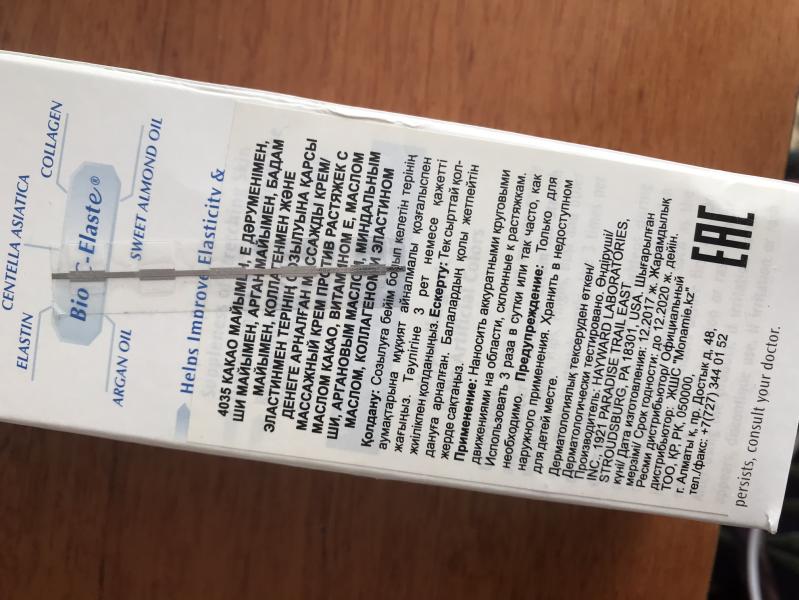 CENTELLA ASIATICA
ELASTIN
COLLAGEN
Bio C-Elaste®
ARGAN OIL
SWEET ALMOND OIL
Helps Improve Elasticity &
4035 КАКАО МАЙЫМЕН, Е ДӘРУМЕНІМЕН,
ШИ МАЙЫМЕН, АРГАН МАЙЫМЕН, БАДАМ
МАЙЫМЕН, КОЛЛАГЕНМЕН ЖӘНЕ
ЭЛАСТИНМЕН ТЕРІНІҢ СОЗЫЛУЫНА ҚАРСЫ
ДЕНЕГЕ АРНАЛҒАН МАССАЖДЫ КРЕМ/
МАССАЖНЫЙ КРЕМ ПРОТИВ РАСТЯЖЕК С
МАСЛОМ КАКАО, ВИТАМИНОМ Е, МАСЛОМ
ШИ, АРГАНОВЫМ МАСЛОМ, МИНДАЛЬНЫМ
МАСЛОМ, КОЛЛАГЕНОМ И ЭЛАСТИНОМ
Қолдану: Созылуға бейім болып келетін терінің
аумақтарына мұқият айналмалы қозғалыспен
жағыңыз. Тәулігіне 3 рет немесе қажетті
жиілікпен қолданыңыз. Ескерту: Тек сырттай қол-
дануға арналған. Балалардың қолы жетпейтін
жерде сақтаңыз.
Применение: Наносить аккуратными круговыми
движениями на области, склонные к растяжкам.
Использовать 3 раза в сутки или так часто, как
необходимо. Предупреждение: Только для
наружного применения. Хранить в недоступном
для детей месте.
Дерматологиялық тексеруден өткен/
Дерматологически тестировано. Өндіруші/
Производитель: HAYWARD LABORATORIES,
INC., 1921 PARADISE TRAIL EAST
STROUDSBURG, PA 18301, USA. Шығарылған
күні/ Дата изготовления: 12.2017 ж. Жарамдылық
мерзімі/ Срок годности: до 12.2020 ж. дейін.
Ресми дистрибьютор/ Официальный
дистрибьютор: ЖШС "Monamie.kz"
ТОО, ҚР, РК, 050000,
г. Алматы қ, пр. Достык д, 48,
тел./факс: +7(727) 344 01 52
EAC
persists, consult your doctor.